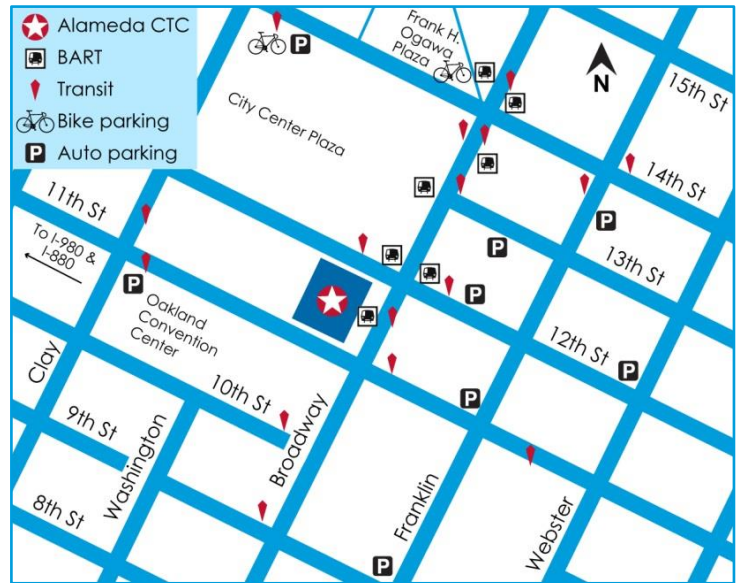 Alameda CTC
BART
Transit
Bike parking
P Auto parking
P
Frank H.
Ogawa
Plaza
N
15th St
City Center Plaza
14th St
11th St
P
13th St
P
To I-980 &
I-880
P
P
Oakland
Convention
Center
12th St
P
10th St
P
Clay
9th St
Washington
Broadway
Franklin
Webster
8th St
P